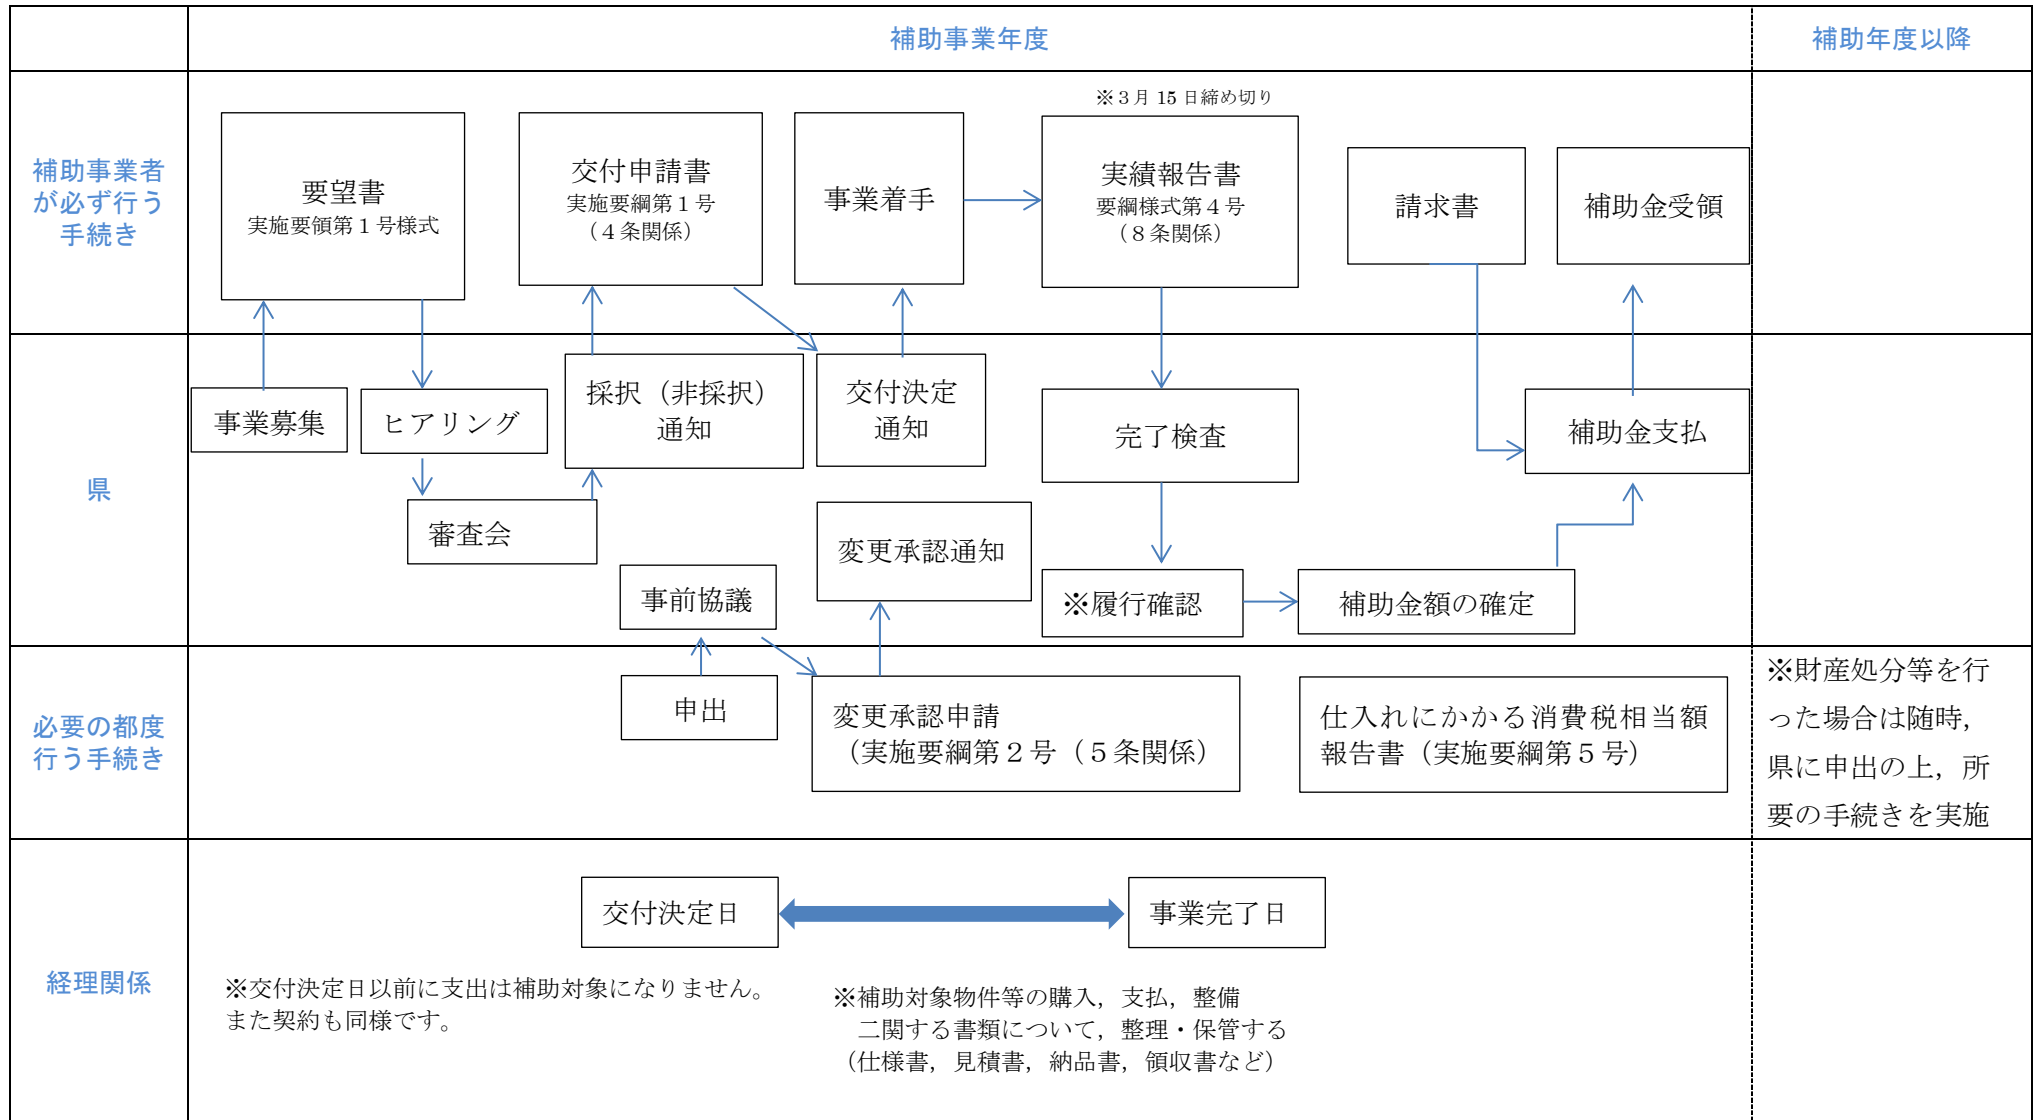 補助事業年度
補助年度以降
補助事業者
が必ず行う
手続き
※３月 15 日締め切り
要望書
実施要領第１号様式
交付申請書
実施要綱第１号
（４条関係）
事業着手
実績報告書
要綱様式第４号
（８条関係）
請求書
補助金受領
県
事業募集
ヒアリング
採択（非採択）
通知
交付決定
通知
完了検査
補助金支払
審査会
変更承認通知
事前協議
※履行確認
補助金額の確定
必要の都度
行う手続き
申出
変更承認申請
（実施要綱第２号（５条関係）
仕入れにかかる消費税相当額
報告書（実施要綱第５号）
※財産処分等を行
った場合は随時，
県に申出の上，所
要の手続きを実施
経理関係
交付決定日
事業完了日
※交付決定日以前に支出は補助対象になりません。
また契約も同様です。
※補助対象物件等の購入，支払，整備
二関する書類について，整理・保管する
（仕様書，見積書，納品書，領収書など）